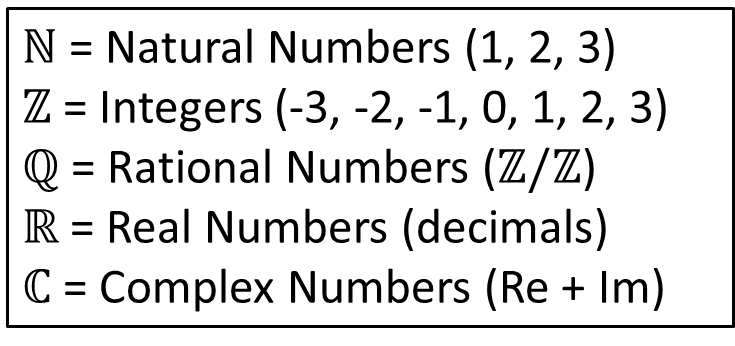 ℕ = Natural Numbers (1, 2, 3)
ℤ = Integers (-3, -2, -1, 0, 1, 2, 3)
ℚ = Rational Numbers (ℤ/ℤ)
ℝ = Real Numbers (decimals)
ℂ = Complex Numbers (Re + Im)